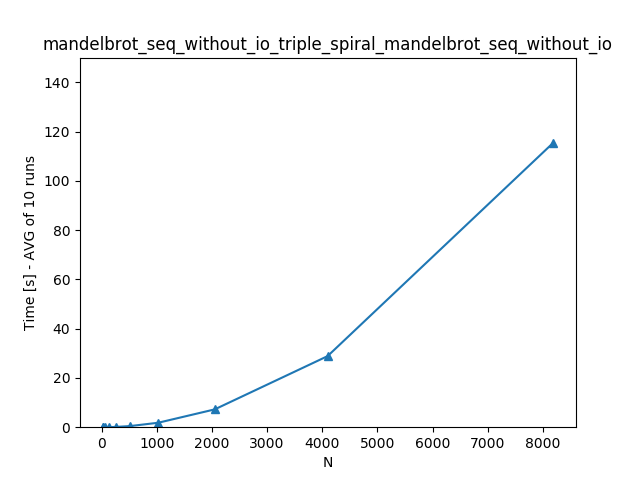 mandelbrot_seq_without_io_triple_spiral_mandelbrot_seq_without_io
140
120
100
80
60
40
20
0
Time [s] - AVG of 10 runs
0 1000 2000 3000 4000 5000 6000 7000 8000
N